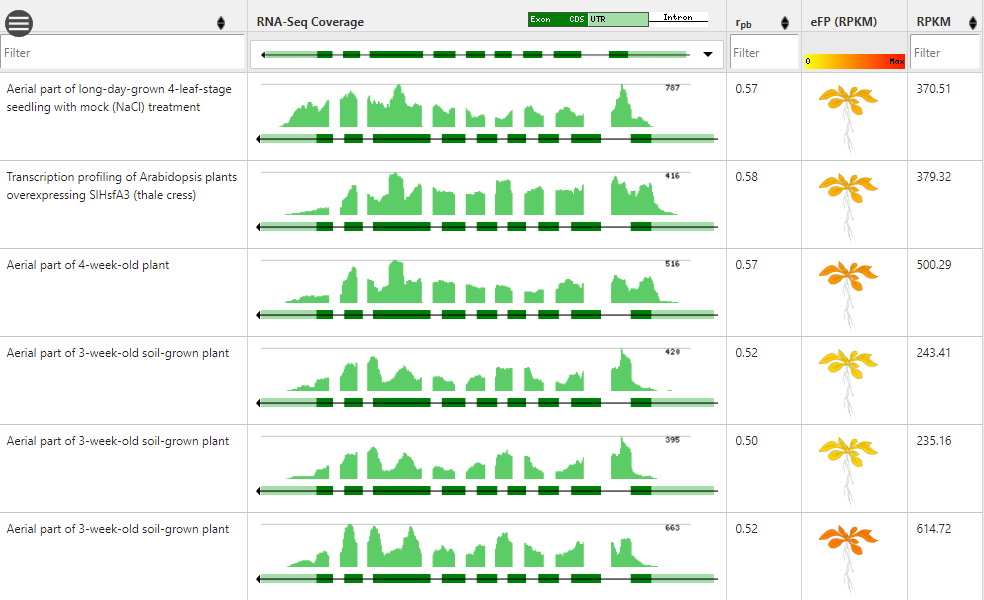 RNA-Seq Coverage
Exon CDS UTR Intron
rpb
eFP (RPKM)
RPKM
Filter
Filter
0 Max
Filter
Aerial part of long-day-grown 4-leaf-stage
seedling with mock (NaCl) treatment
787
0.57
370.51
Transcription profiling of Arabidopsis plants
overexpressing SlHsfA3 (thale cress)
416
0.58
379.32
Aerial part of 4-week-old plant
516
0.57
500.29
Aerial part of 3-week-old soil-grown plant
420
0.52
243.41
Aerial part of 3-week-old soil-grown plant
395
0.50
235.16
Aerial part of 3-week-old soil-grown plant
663
0.52
614.72